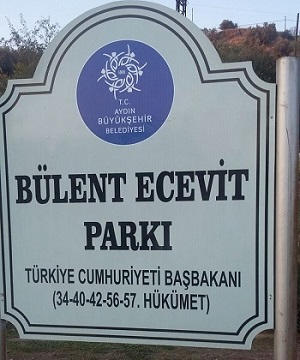 T.C.
AYDIN
BÜYÜKŞEHİR
BELEDİYESİ
BÜLENT ECEVİT
PARKI
TÜRKİYE CUMHURİYETİ BAŞBAKANI
(34-40-42-56-57. HÜKÜMET)